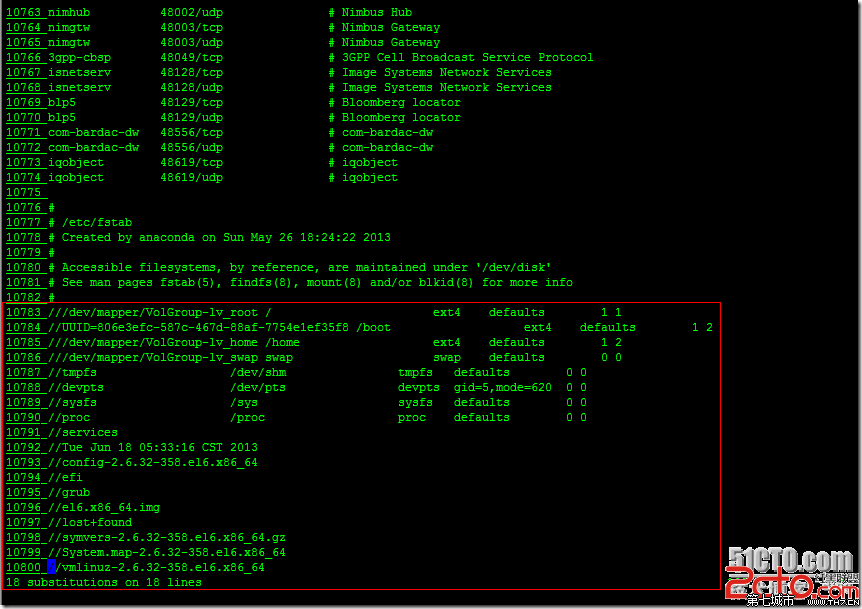 10763 nimhub          48002/udp               # Nimbus Hub
10764 nimgtw          48003/tcp               # Nimbus Gateway
10765 nimgtw          48003/udp               # Nimbus Gateway
10766 3gpp-cbsp       48049/tcp               # 3GPP Cell Broadcast Service Protocol
10767 isnetserv       48128/tcp               # Image Systems Network Services
10768 isnetserv       48128/udp               # Image Systems Network Services
10769 blp5            48129/tcp               # Bloomberg locator
10770 blp5            48129/udp               # Bloomberg locator
10771 com-bardac-dw   48556/tcp               # com-bardac-dw
10772 com-bardac-dw   48556/udp               # com-bardac-dw
10773 iqobject        48619/tcp               # iqobject
10774 iqobject        48619/udp               # iqobject
10775
10776 #
10777 # /etc/fstab
10778 # Created by anaconda on Sun May 26 18:24:22 2013
10779 #
10780 # Accessible filesystems, by reference, are maintained under '/dev/disk'
10781 # See man pages fstab(5), findfs(8), mount(8) and/or blkid(8) for more info
10782 #
10783 ///dev/mapper/VolGroup-lv_root /                       ext4    defaults        1 1
10784 //UUID=806e3efc-587c-467d-88af-7754e1ef35f8 /boot                   ext4    defaults        1 2
10785 ///dev/mapper/VolGroup-lv_home /home                   ext4    defaults        1 2
10786 ///dev/mapper/VolGroup-lv_swap swap                    swap    defaults        0 0
10787 //tmpfs                   /dev/shm                tmpfs   defaults        0 0
10788 //devpts                  /dev/pts                devpts  gid=5,mode=620  0 0
10789 //sysfs                   /sys                    sysfs   defaults        0 0
10790 //proc                    /proc                   proc    defaults        0 0
10791 //services
10792 //Tue Jun 18 05:33:16 CST 2013
10793 //config-2.6.32-358.el6.x86_64
10794 //efi
10795 //grub
10796 //el6.x86_64.img
10797 //lost+found
10798 //symvers-2.6.32-358.el6.x86_64.gz
10799 //System.map-2.6.32-358.el6.x86_64
10800 //vmlinuz-2.6.32-358.el6.x86_64
18 substitutions on 18 lines
51CTO.com
2cto.com
第七城市 WWW.TH7.CN